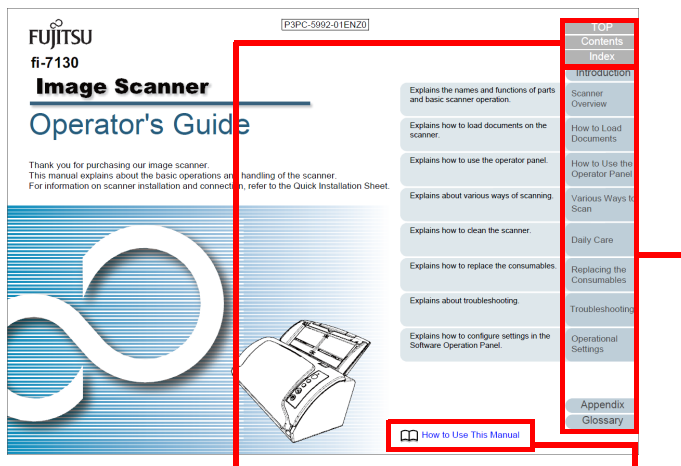 P3PC-5992-01ENZ0
FUJITSU
fi-7130
Image Scanner
Operator's Guide
Thank you for purchasing our image scanner.
This manual explains about the basic operations and handling of the scanner.
For information on scanner installation and connection, refer to the Quick Installation Sheet.
TOP
Contents
Index
Introduction
Explains the names and functions of parts
and basic scanner operation.
Scanner
Overview
Explains how to load documents on the
scanner.
How to Load
Documents
Explains how to use the operator panel.
How to Use the
Operator Panel
Explains about various ways of scanning.
Various Ways to
Scan
Explains how to clean the scanner.
Daily Care
Explains how to replace the consumables.
Replacing the
Consumables
Explains about troubleshooting.
Troubleshooting
Explains how to configure settings in the
Software Operation Panel.
Operational
Settings
Appendix
Glossary
How to Use This Manual